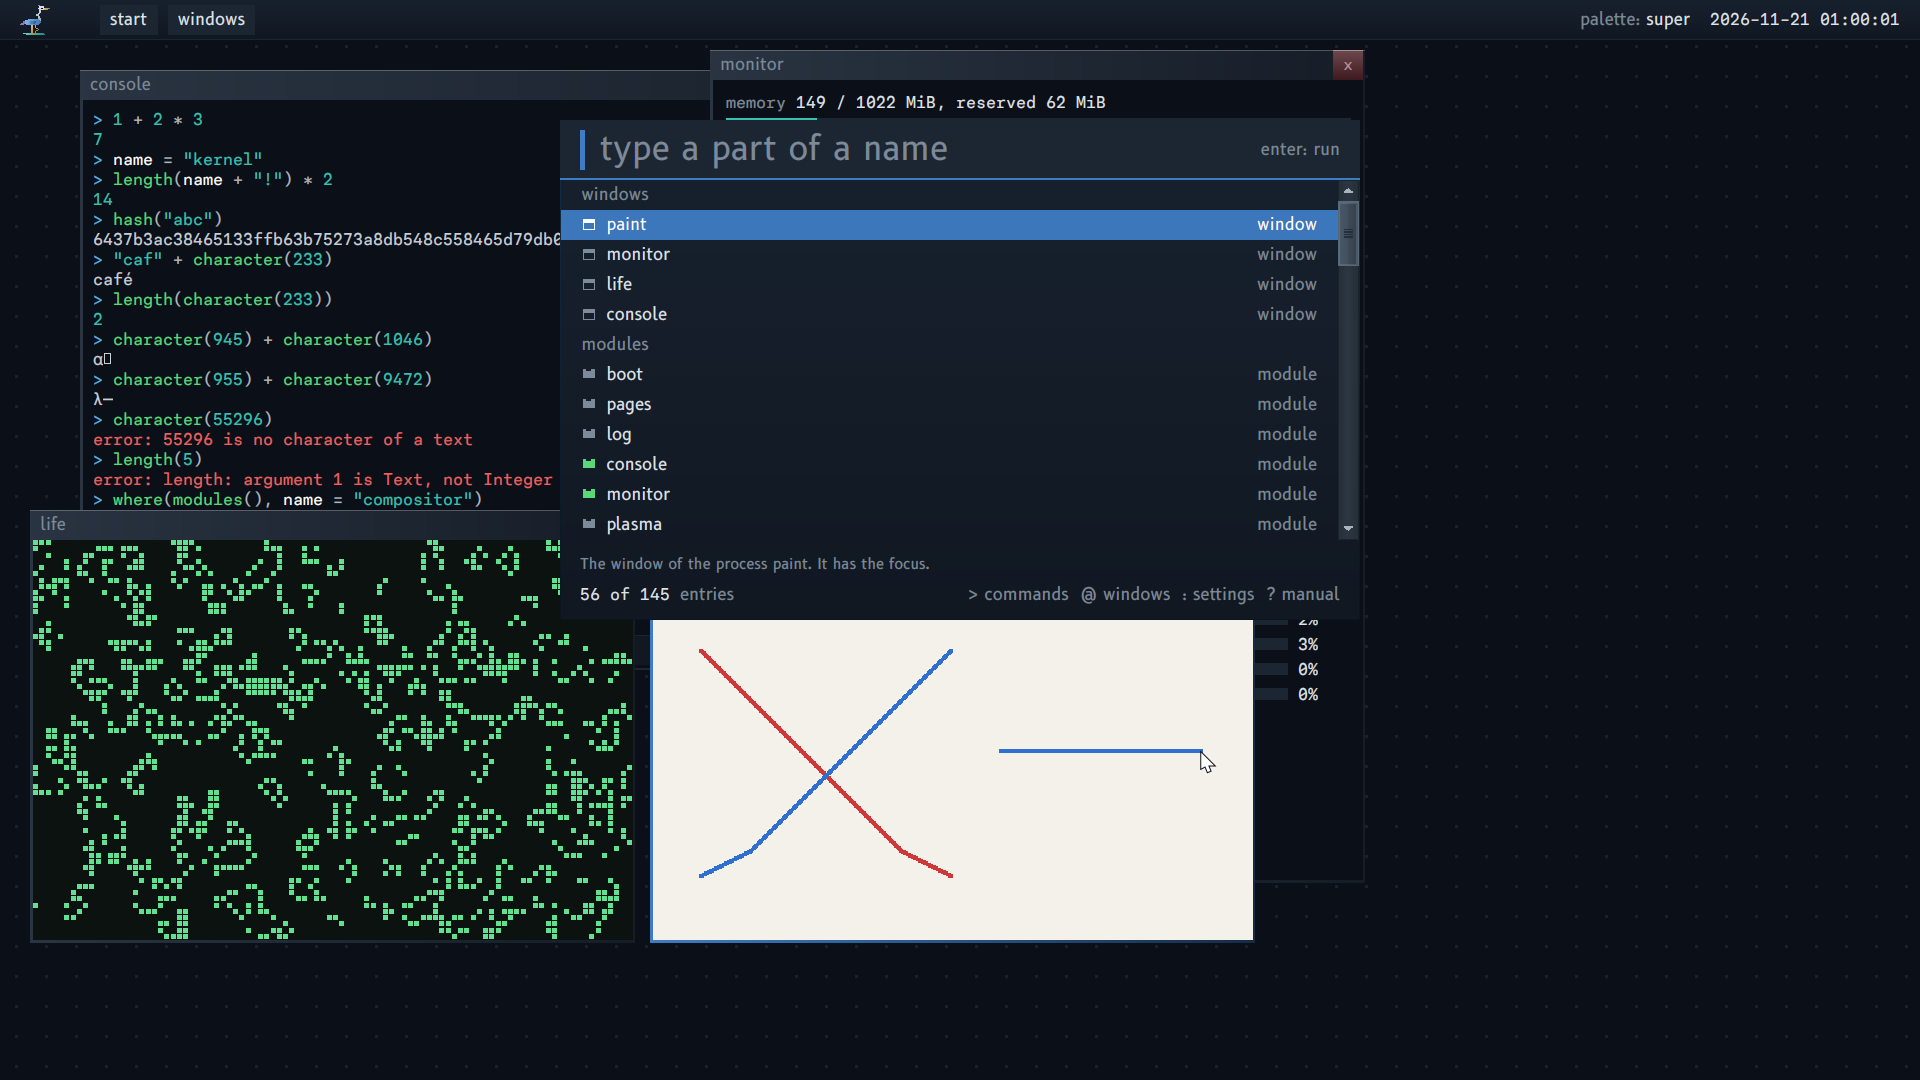 start windows palette: super 2026-11-21 01:00:01
monitor x
memory 149 / 1022 MiB, reserved 62 MiB
console
> 1 + 2 * 3
7
> name = "kernel"
> length(name + "!") * 2
14
> hash("abc")
6437b3ac38465133ffb63b75273a8db548c558465d79db0
> "caf" + character(233)
café
> length(character(233))
2
> character(945) + character(1046)
α▯
> character(955) + character(9472)
λ─
> character(55296)
error: 55296 is no character of a text
> length(5)
error: length: argument 1 is Text, not Integer
> where(modules(), name = "compositor")
type a part of a name enter: run
windows
paint window
monitor window
life window
console window
modules
boot module
pages module
log module
console module
monitor module
plasma module
The window of the process paint. It has the focus.
56 of 145 entries > commands @ windows : settings ? manual
life
2%
3%
0%
0%